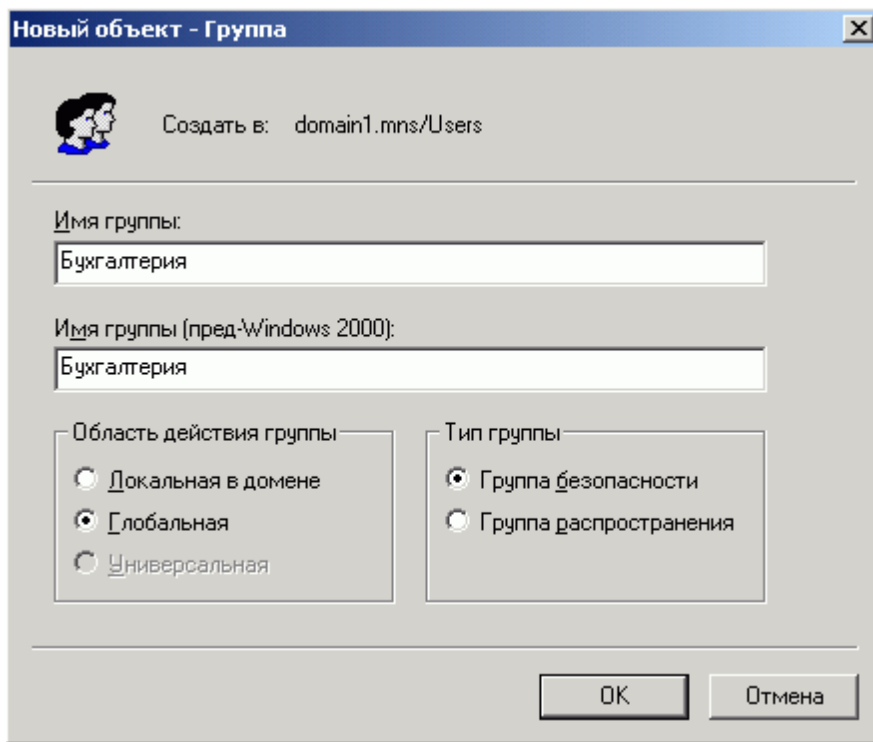 Новый объект - Группа
Создать в: domain1.mns/Users
Имя группы:
Бухгалтерия
Имя группы (пред-Windows 2000):
Бухгалтерия
Область действия группы
Локальная в домене
Глобальная
Универсальная
Тип группы
Группа безопасности
Группа распространения
OK
Отмена